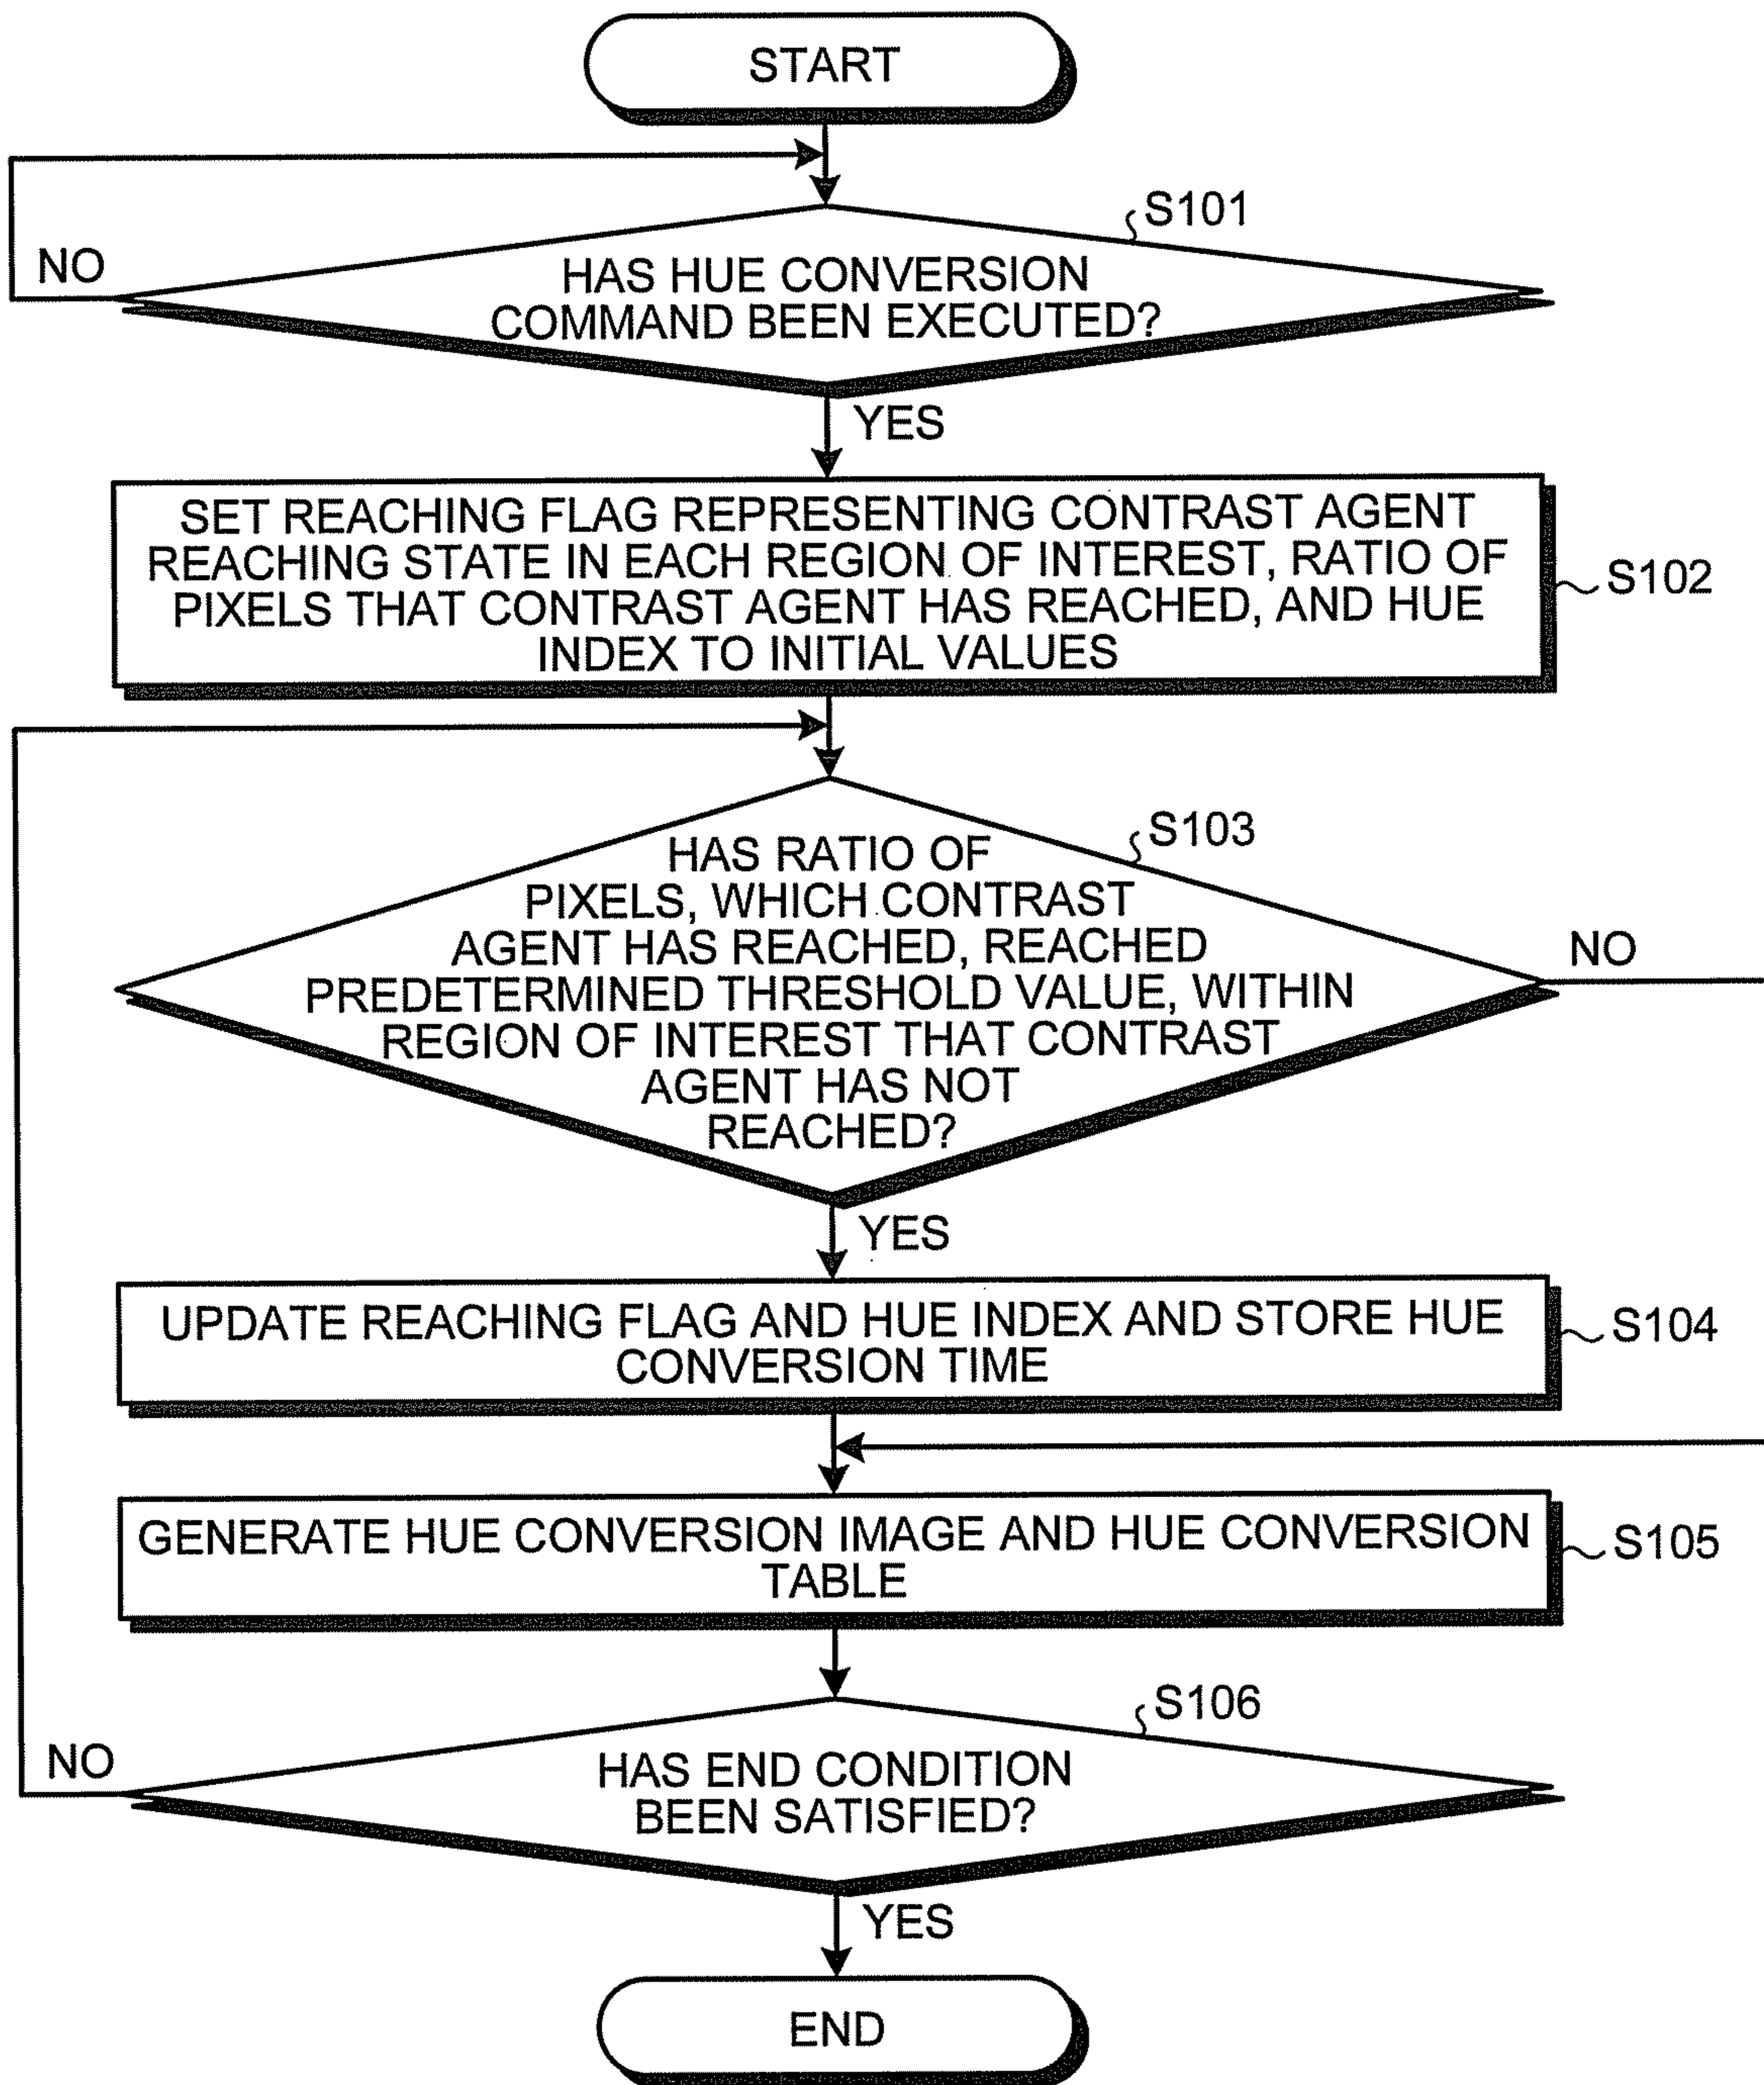 START
S101
NO
HAS HUE CONVERSION
COMMAND BEEN EXECUTED?
YES
SET REACHING FLAG REPRESENTING CONTRAST AGENT
REACHING STATE IN EACH REGION OF INTEREST, RATIO OF
PIXELS THAT CONTRAST AGENT HAS REACHED, AND HUE
INDEX TO INITIAL VALUES
S102
S103
HAS RATIO OF
PIXELS, WHICH CONTRAST
AGENT HAS REACHED, REACHED
PREDETERMINED THRESHOLD VALUE, WITHIN
REGION OF INTEREST THAT CONTRAST
AGENT HAS NOT
REACHED?
NO
YES
UPDATE REACHING FLAG AND HUE INDEX AND STORE HUE
CONVERSION TIME
S104
GENERATE HUE CONVERSION IMAGE AND HUE CONVERSION
TABLE
S105
S106
NO
HAS END CONDITION
BEEN SATISFIED?
YES
END